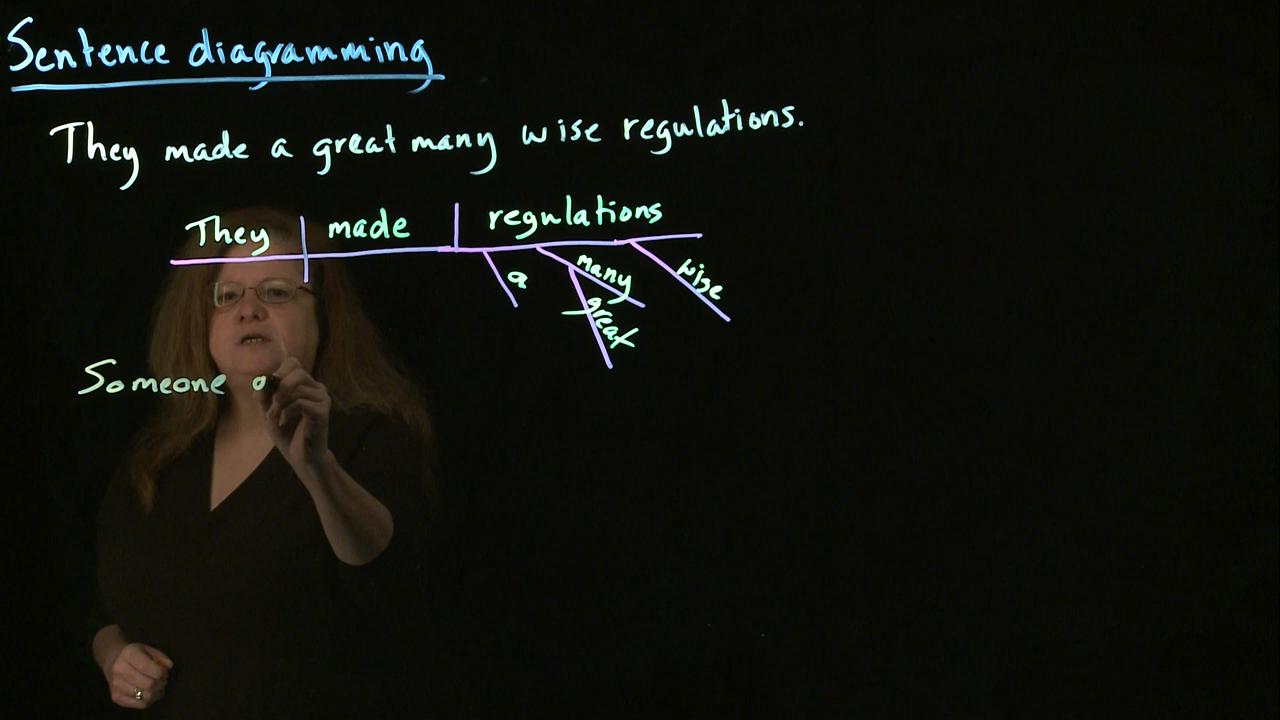 Sentence diagramming
They made a great many wise regulations.
They made regulations
a many wise
great
Someone o